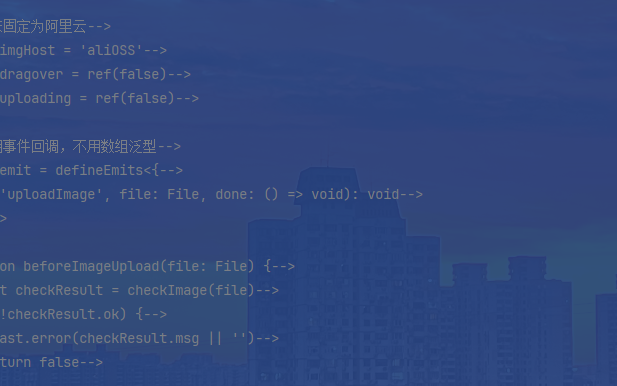 固定为阿里云-->
imgHost = 'aliOSS'-->
dragover = ref(false)-->
uploading = ref(false)-->
事件回调，不用数组泛型-->
emit = defineEmits<{-->
'uploadImage', file: File, done: () => void): void-->
>
on beforeImageUpload(file: File) {-->
t checkResult = checkImage(file)-->
!checkResult.ok) {-->
ast.error(checkResult.msg || '')-->
turn false-->